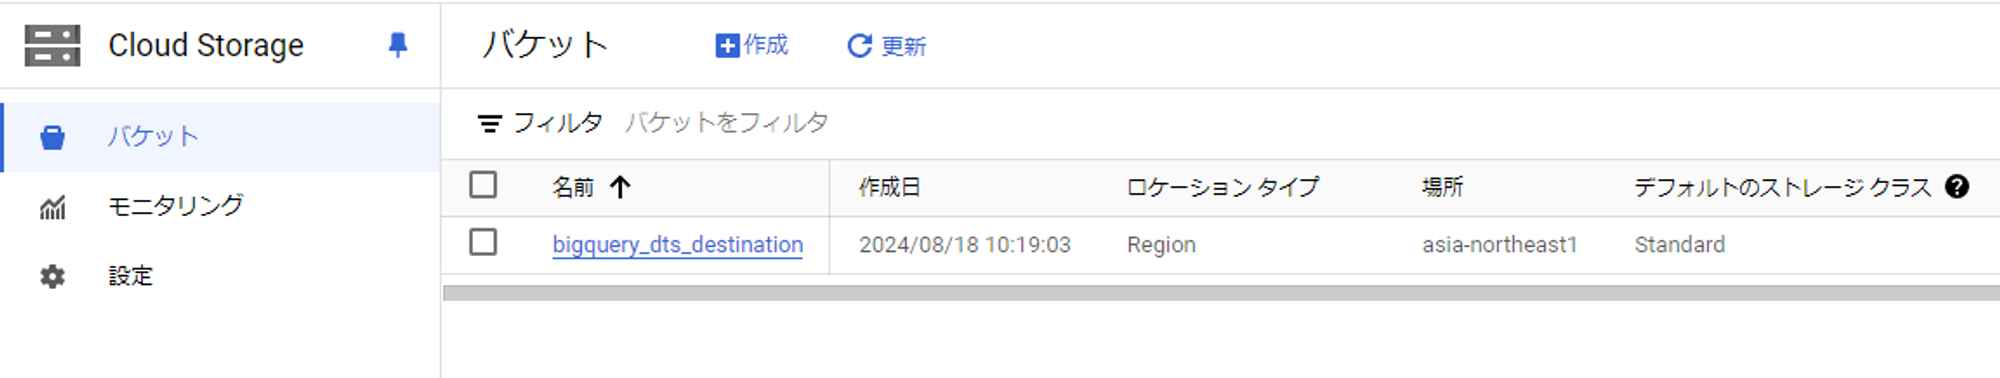 Cloud Storage
バケット
モニタリング
設定
バケット 作成 更新
フィルタ バケットをフィルタ
名前 作成日 ロケーション タイプ 場所 デフォルトのストレージ クラス ?
bigquery_dts_destination 2024/08/18 10:19:03 Region asia-northeast1 Standard